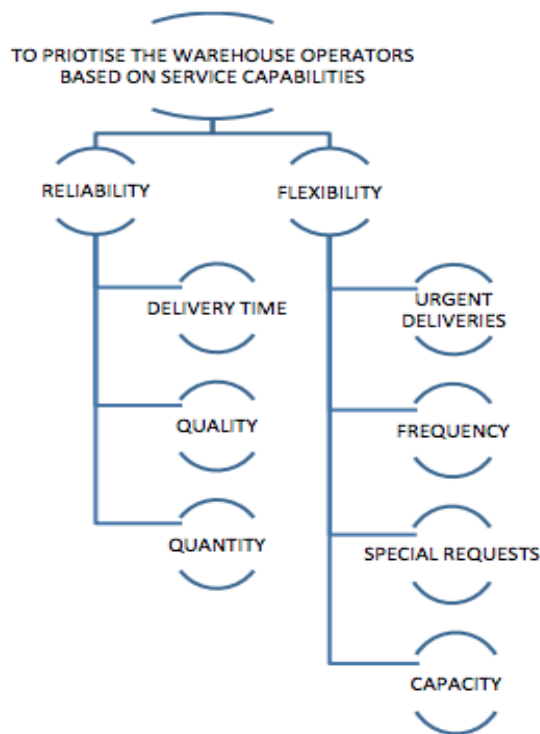 TO PRIOTISE THE WAREHOUSE OPERATORS
BASED ON SERVICE CAPABILITIES
RELIABILITY
FLEXIBILITY
DELIVERY TIME
QUALITY
QUANTITY
URGENT
DELIVERIES
FREQUENCY
SPECIAL REQUESTS
CAPACITY